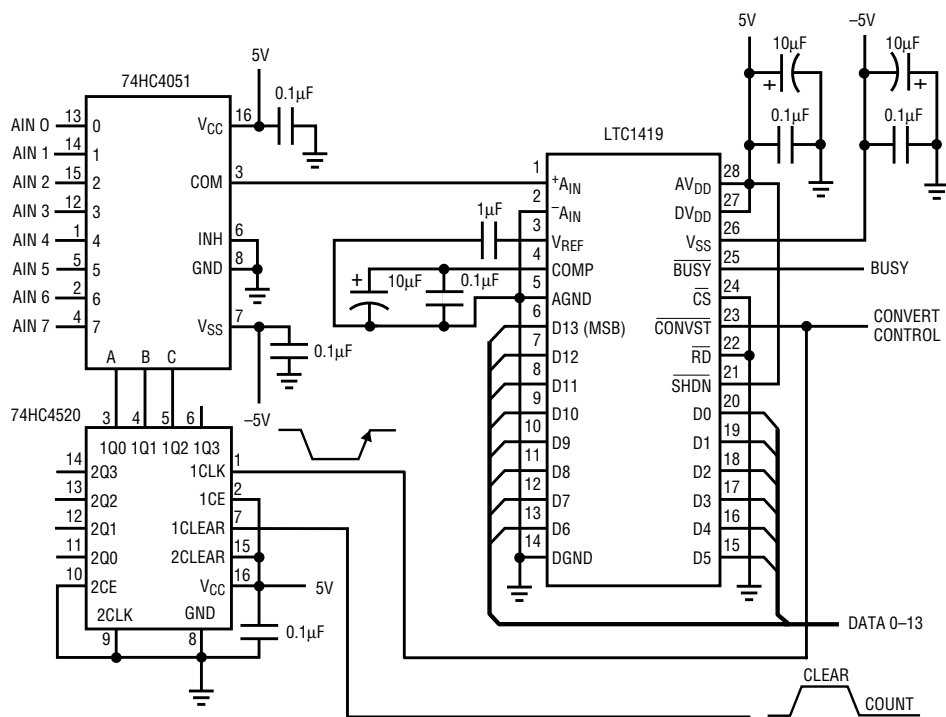 5V
–5V
10µF
10µF
5V
74HC4051
0.1µF
0.1µF
0.1µF
LTC1419
AIN 0 13 0
VCC 16
AIN 1 14 1
AIN 2 15 2
COM 3
1 +AIN
AVDD 28
AIN 3 12 3
2 –AIN
DVDD 27
1µF
AIN 4 1 4
INH 6
3 VREF
VSS 26
AIN 5 5 5
GND 8
4 COMP
BUSY 25
BUSY
+
10µF
0.1µF
AIN 6 2 6
5 AGND
CS 24
AIN 7 4 7
VSS 7
6 D13 (MSB)
CONVST 23
CONVERT
CONTROL
0.1µF
7 D12
RD 22
A B C
8 D11
SHDN 21
–5V
74HC4520
3 4 5 6
9 D10
D0 20
1Q0 1Q1 1Q2 1Q3
10 D9
D1 19
14 2Q3
1CLK 1
11 D8
D2 18
13 2Q2
1CE 2
12 D7
D3 17
12 2Q1
1CLEAR 7
13 D6
D4 16
11 2Q0
2CLEAR 15
14 DGND
D5 15
10 2CE
VCC 16
5V
2CLK GND
0.1µF
DATA 0–13
9 8
CLEAR
COUNT